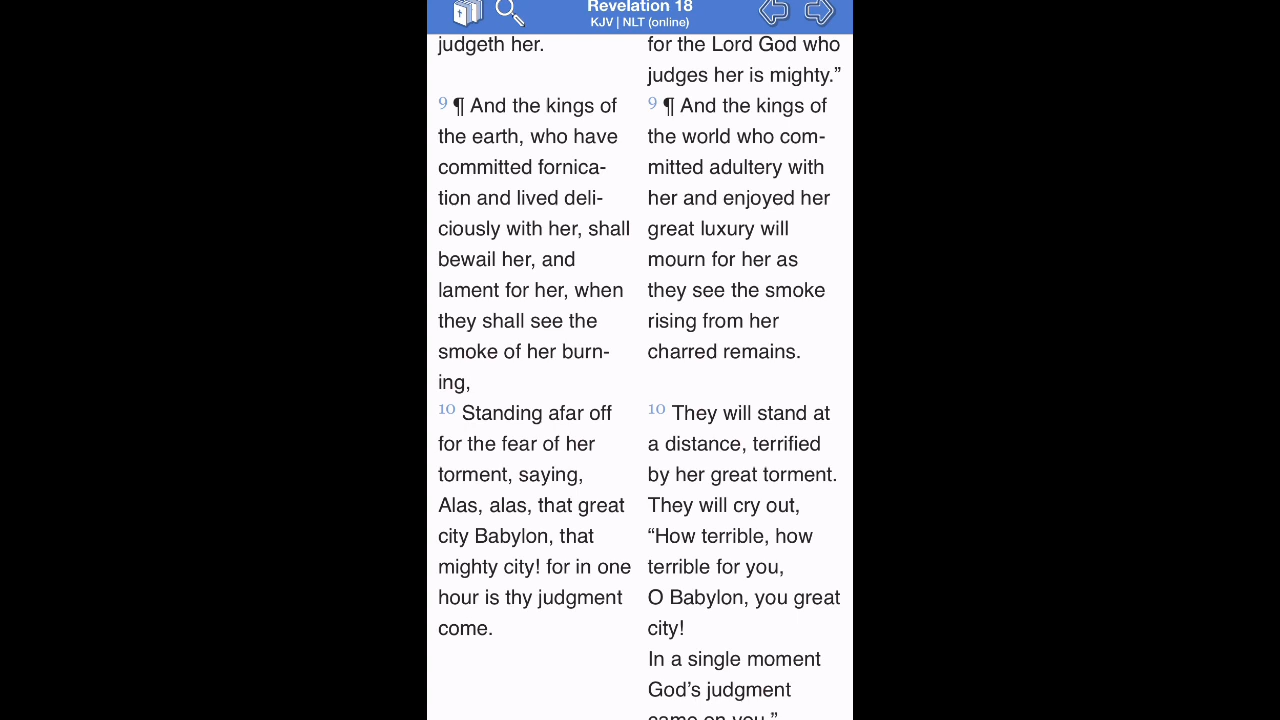 Revelation 18
KJV | NLT (online)
judgeth her.
9 ¶ And the kings of
the earth, who have
committed fornica-
tion and lived deli-
ciously with her, shall
bewail her, and
lament for her, when
they shall see the
smoke of her burn-
ing,
10 Standing afar off
for the fear of her
torment, saying,
Alas, alas, that great
city Babylon, that
mighty city! for in one
hour is thy judgment
come.
for the Lord God who
judges her is mighty.”
9 ¶ And the kings of
the world who com-
mitted adultery with
her and enjoyed her
great luxury will
mourn for her as
they see the smoke
rising from her
charred remains.
10 They will stand at
a distance, terrified
by her great torment.
They will cry out,
“How terrible, how
terrible for you,
O Babylon, you great
city!
In a single moment
God’s judgment
came on you.”